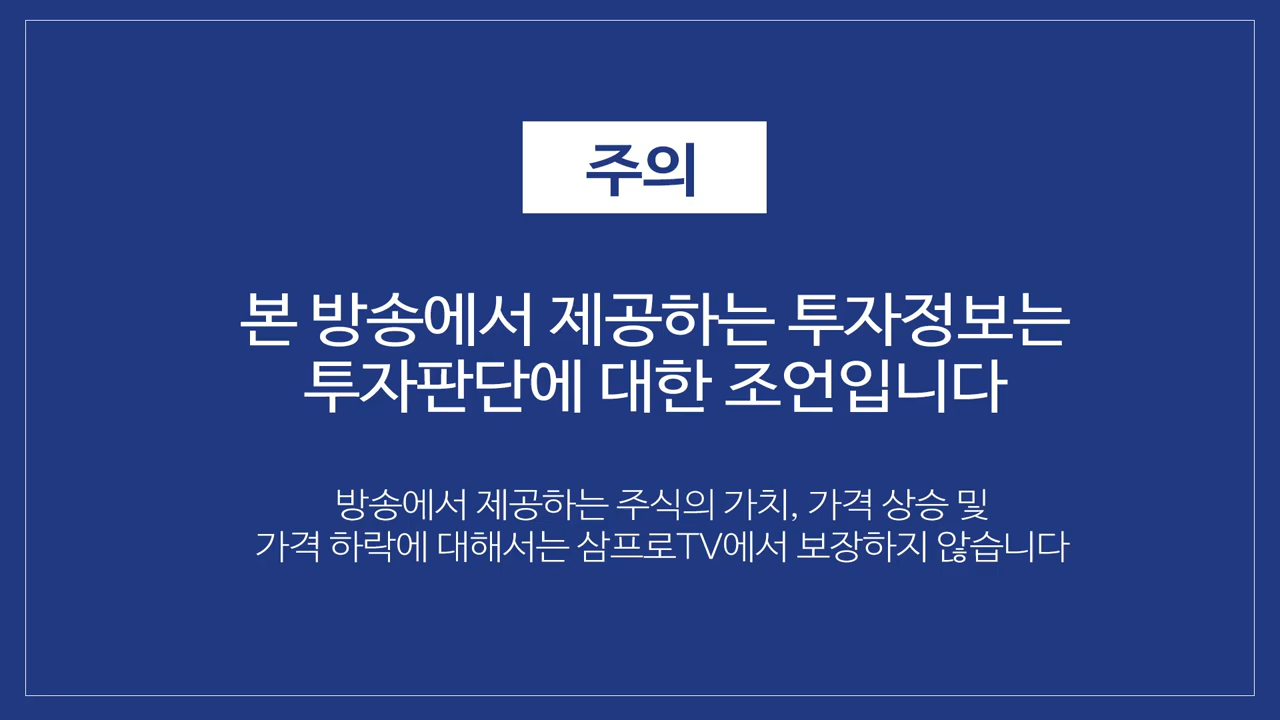 주의
본 방송에서 제공하는 투자정보는
투자판단에 대한 조언입니다
방송에서 제공하는 주식의 가치, 가격 상승 및
가격 하락에 대해서는 삼프로TV에서 보장하지 않습니다